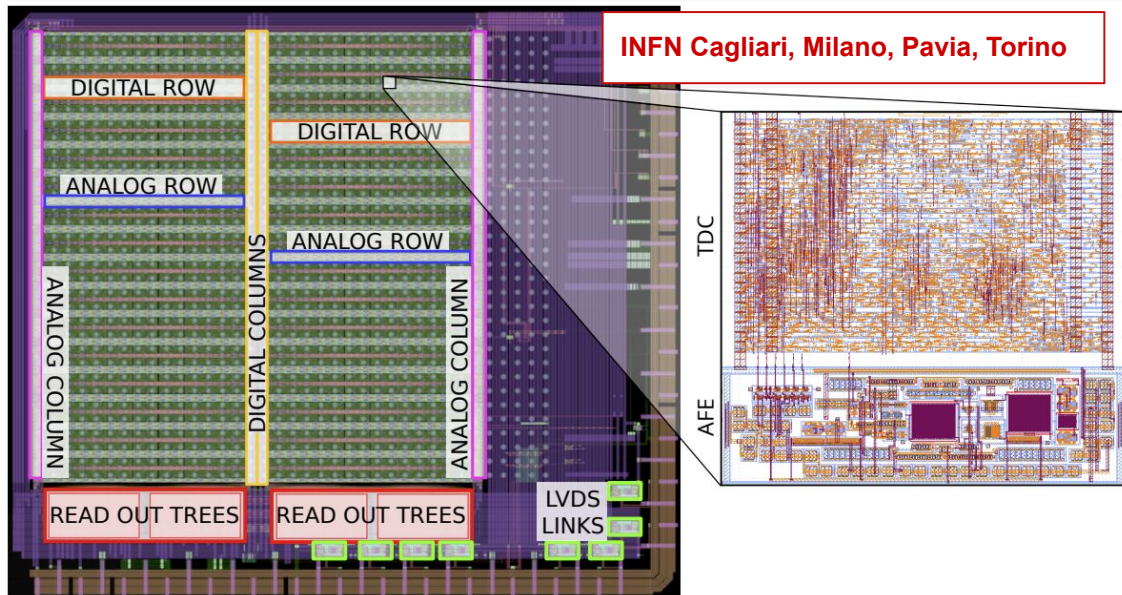 INFN Cagliari, Milano, Pavia, Torino
DIGITAL ROW
DIGITAL ROW
ANALOG ROW
ANALOG ROW
ANALOG COLUMN
DIGITAL COLUMNS
ANALOG COLUMN
READ OUT TREES
READ OUT TREES
LVDS
LINKS
TDC
AFE